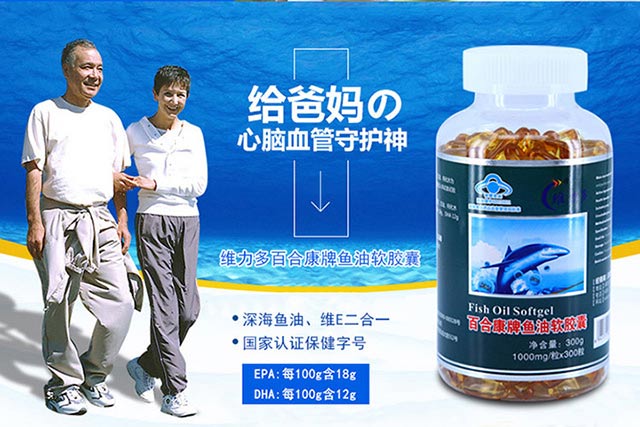 给爸妈の
心脑血管守护神
维力多百合康牌鱼油软胶囊
•深海鱼油、维E二合一
•国家认证保健字号
EPA:每100g含18g
DHA:每100g含12g
Fish Oil Softgel
百合康牌鱼油软胶囊
净含量:300g
1000mg/粒x300粒